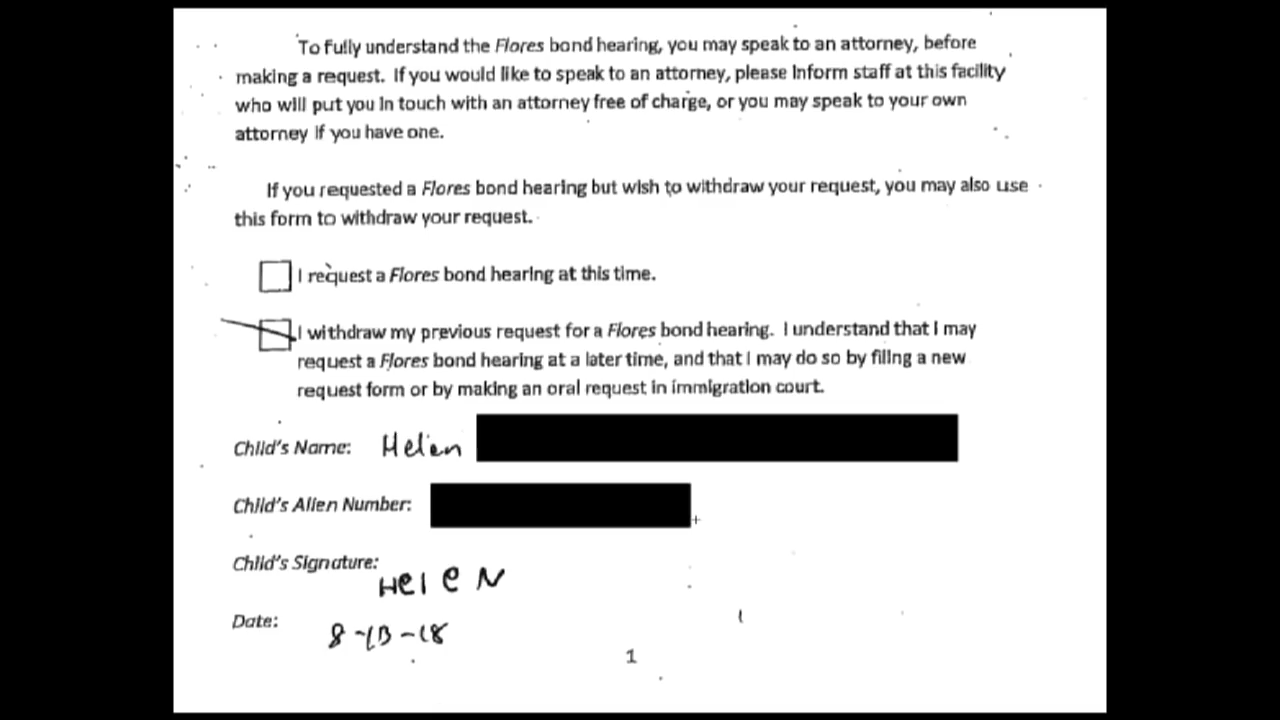 To fully understand the Flores bond hearing, you may speak to an attorney, before
making a request. If you would like to speak to an attorney, please inform staff at this facility
who will put you in touch with an attorney free of charge, or you may speak to your own
attorney if you have one.
If you requested a Flores bond hearing but wish to withdraw your request, you may also use
this form to withdraw your request.
I request a Flores bond hearing at this time.
I withdraw my previous request for a Flores bond hearing. I understand that I may
request a Flores bond hearing at a later time, and that I may do so by filing a new
request form or by making an oral request in immigration court.
Child's Name: Helen
Child's Alien Number:
Child's Signature: HeleN
Date: 8-13-18
1